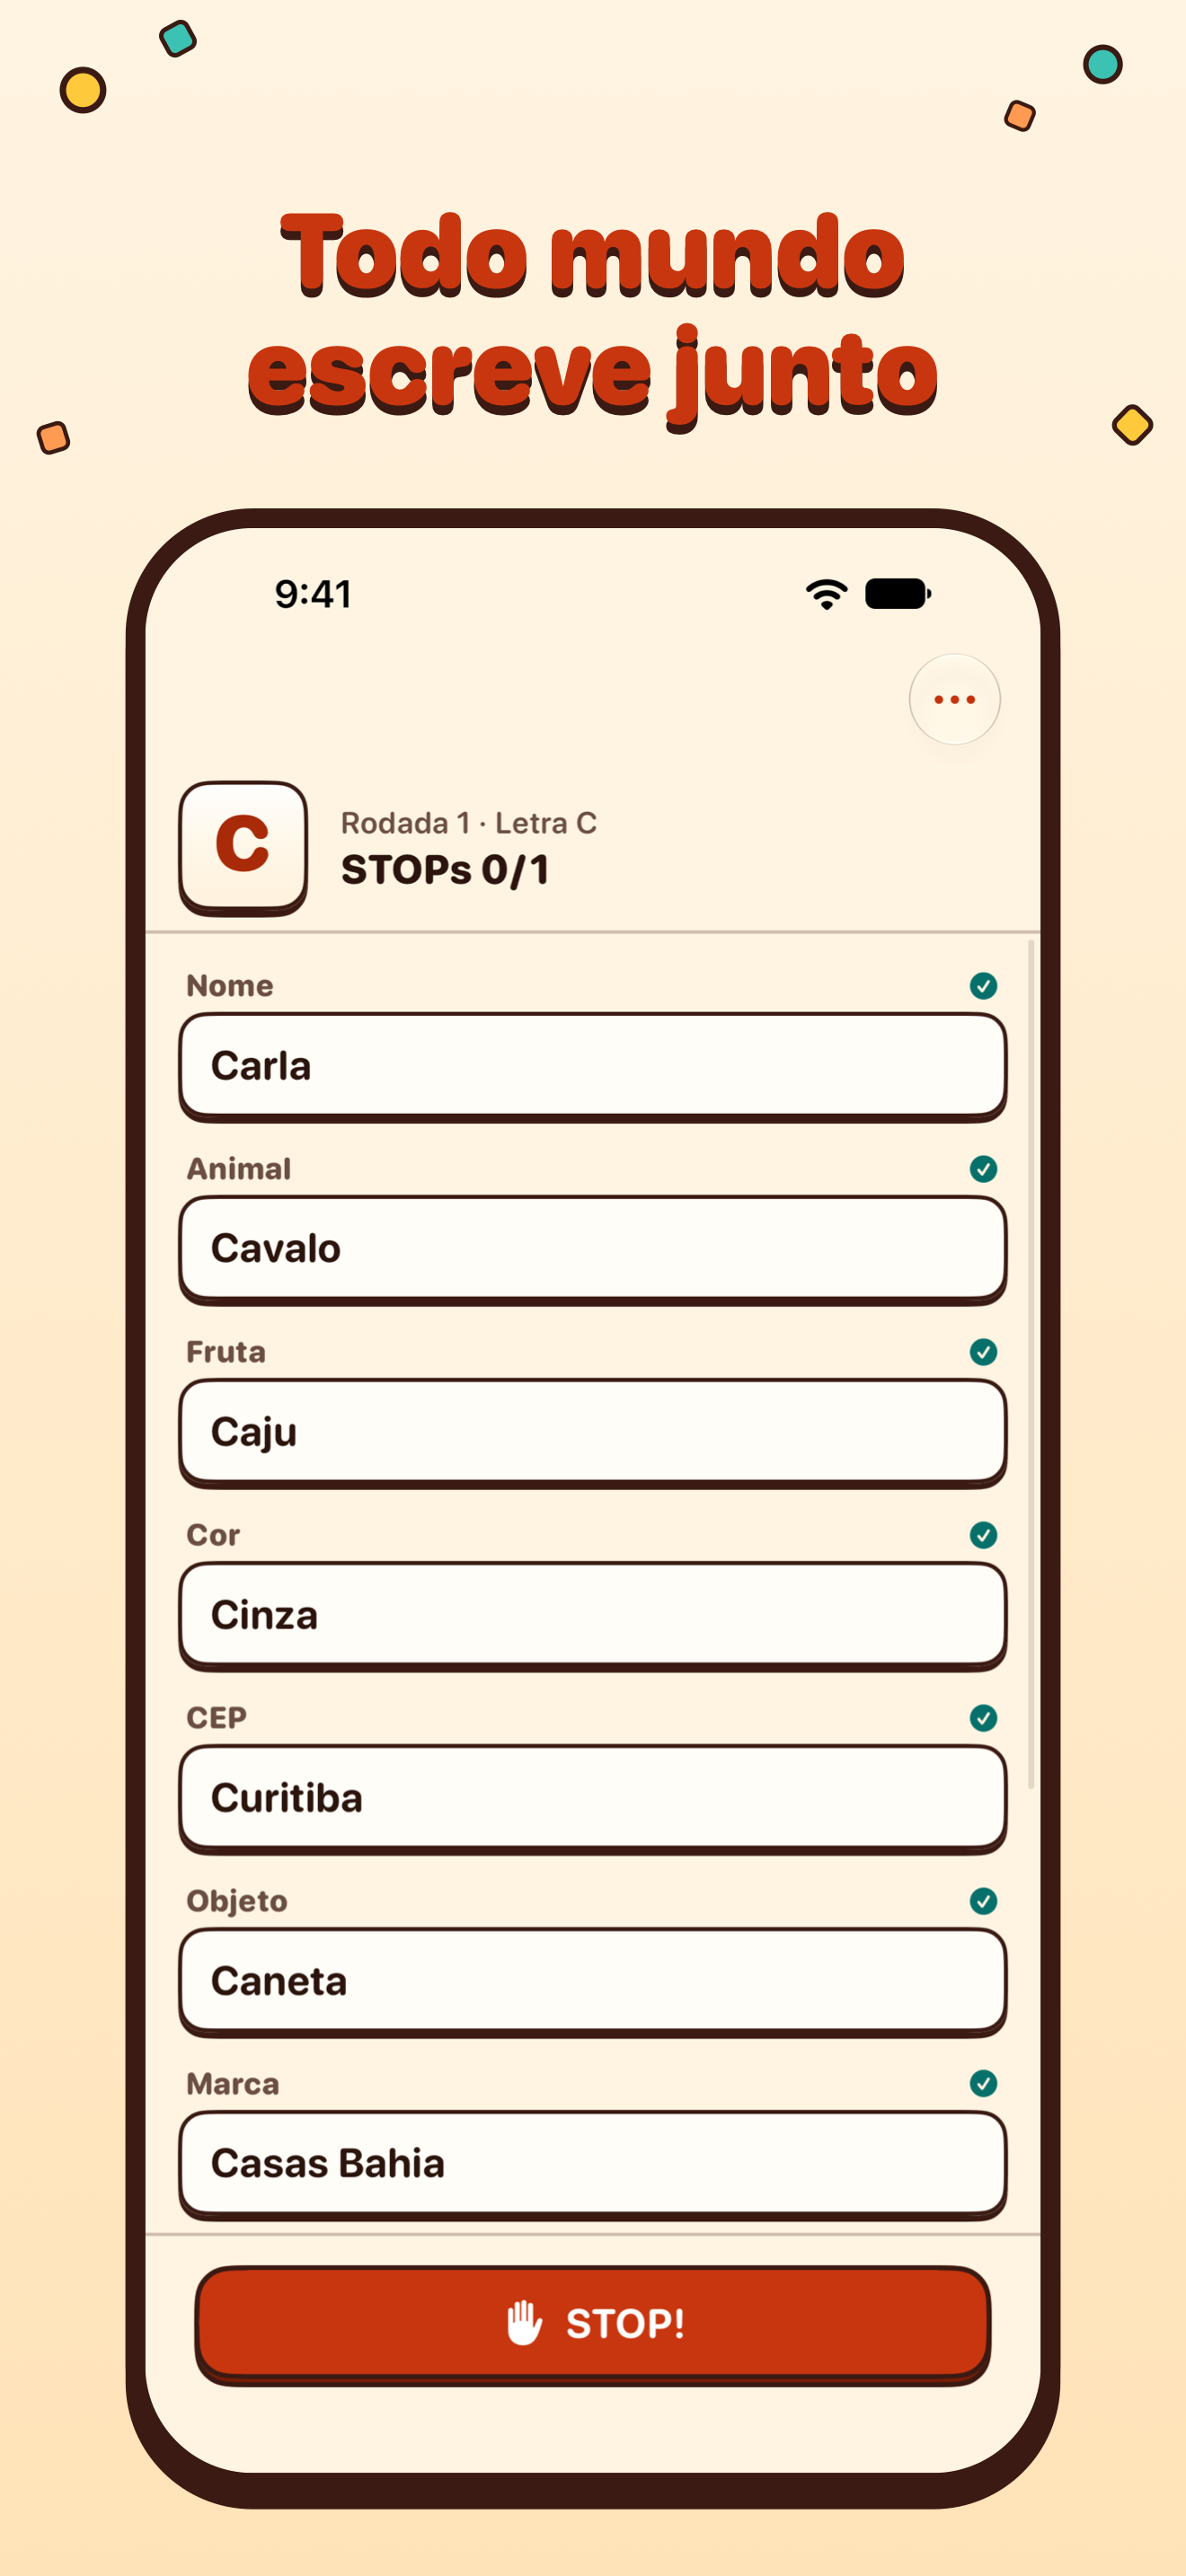 Todo mundo
escreve junto
9:41
C
Rodada 1 · Letra C
STOPs 0/1
Nome
Carla
Animal
Cavalo
Fruta
Caju
Cor
Cinza
CEP
Curitiba
Objeto
Caneta
Marca
Casas Bahia
STOP!